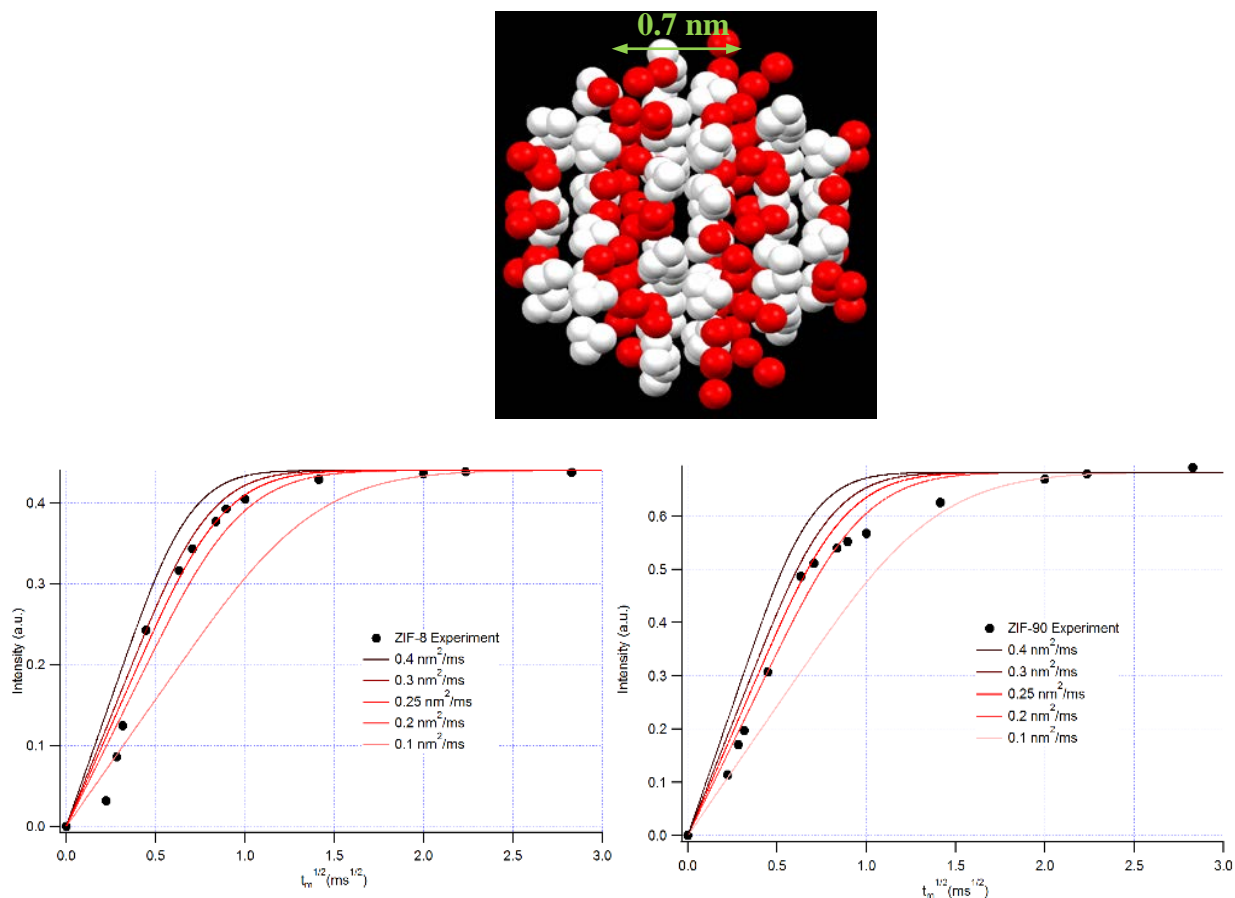 0.7 nm
0.4
0.3
0.2
0.1
0.0
Intensity (a.u.)
ZIF-8 Experiment
0.4 nm²/ms
0.3 nm²/ms
0.25 nm²/ms
0.2 nm²/ms
0.1 nm²/ms
0.0 0.5 1.0 1.5 2.0 2.5 3.0
tₘ^1/2(ms^1/2)
0.6
0.5
0.4
0.3
0.2
0.1
0.0
Intensity (a.u.)
ZIF-90 Experiment
0.4 nm²/ms
0.3 nm²/ms
0.25 nm²/ms
0.2 nm²/ms
0.1 nm²/ms
0.0 0.5 1.0 1.5 2.0 2.5 3.0
tₘ^1/2(ms^1/2)